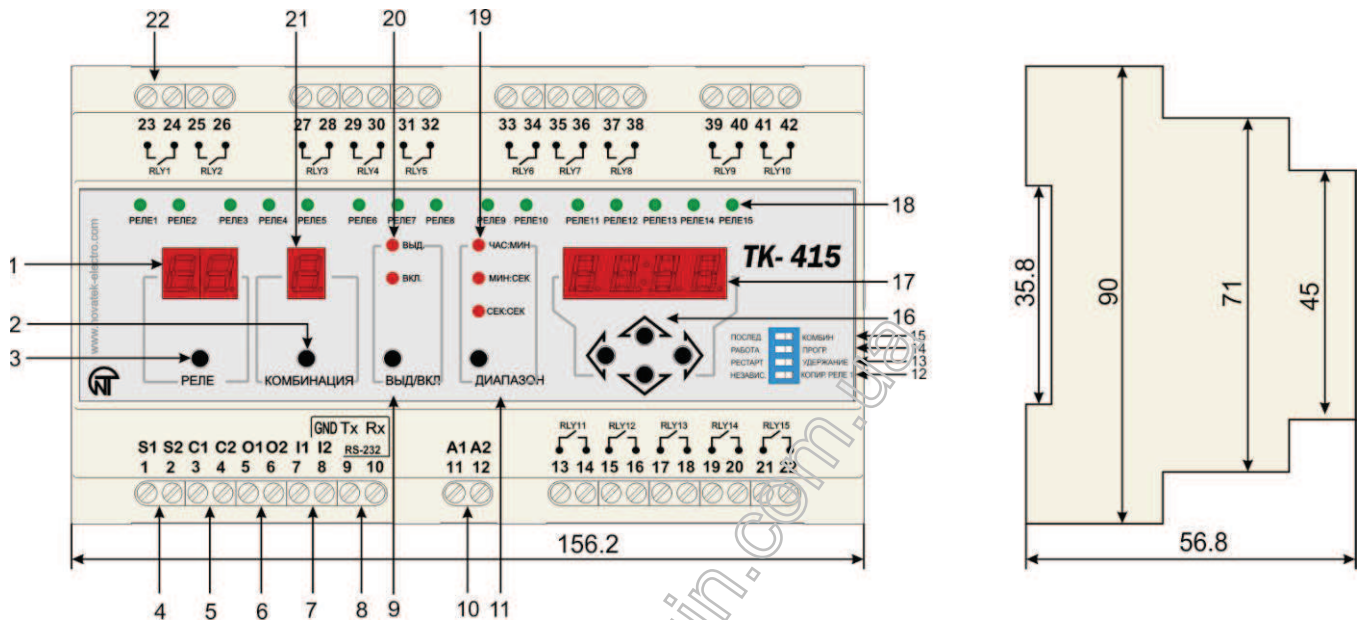 22 21 20 19
23 24 25 26 27 28 29 30 31 32 33 34 35 36 37 38 39 40 41 42
RLY1 RLY2 RLY3 RLY4 RLY5 RLY6 RLY7 RLY8 RLY9 RLY10
РЕЛЕ1 РЕЛЕ2 РЕЛЕ3 РЕЛЕ4 РЕЛЕ5 РЕЛЕ6 РЕЛЕ7 РЕЛЕ8 РЕЛЕ9 РЕЛЕ10 РЕЛЕ11 РЕЛЕ12 РЕЛЕ13 РЕЛЕ14 РЕЛЕ15
18
www.novatek-electro.com
ВЫД. ЧАС:МИН
TK- 415
1
ВКЛ. МИН:СЕК
17
СЕК:СЕК
16
2
3
ПОСЛЕД. КОМБИН 15
РАБОТА ПРОГР. 14
РЕСТАРТ УДЕРЖАНИЕ 13
НЕЗАВИС. КОПИР. РЕЛЕ 1 12
NT
РЕЛЕ КОМБИНАЦИЯ ВЫД/ВКЛ ДИАПАЗОН
GND Tx Rx
RS-232
S1 S2 C1 C2 O1 O2 I1 I2
A1 A2
RLY11 RLY12 RLY13 RLY14 RLY15
1 2 3 4 5 6 7 8 9 10 11 12 13 14 15 16 17 18 19 20 21 22
156.2
4 5 6 7 8 9 10 11
35.8
90
71
45
56.8
in.com.ua